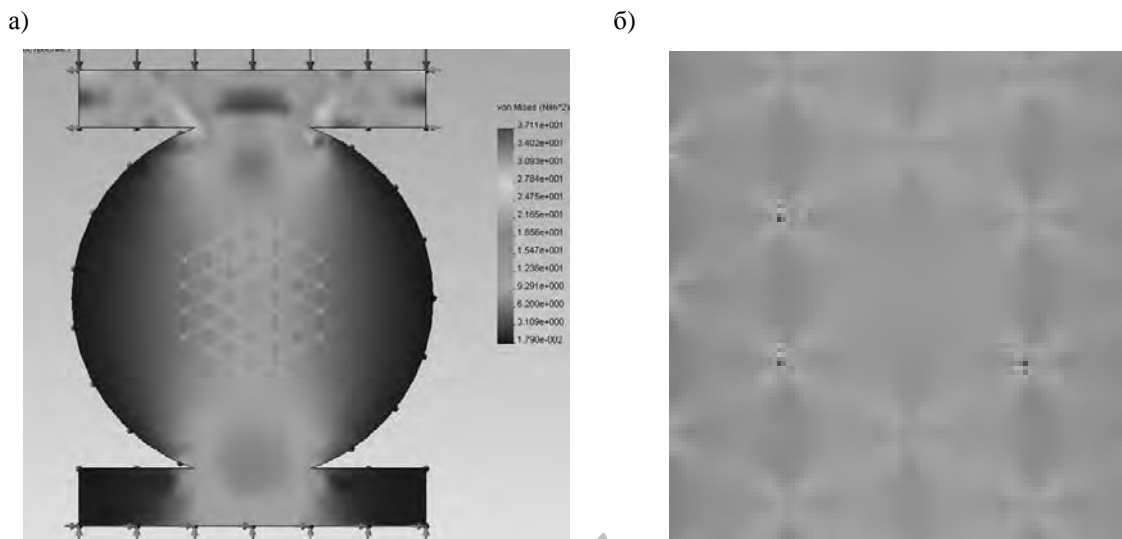 а)
б)
von Mises (N/m^2)
3.711e+001
3.402e+001
3.093e+001
2.784e+001
2.475e+001
2.165e+001
1.856e+001
1.547e+001
1.238e+001
9.291e+000
6.200e+000
3.109e+000
1.790e-002